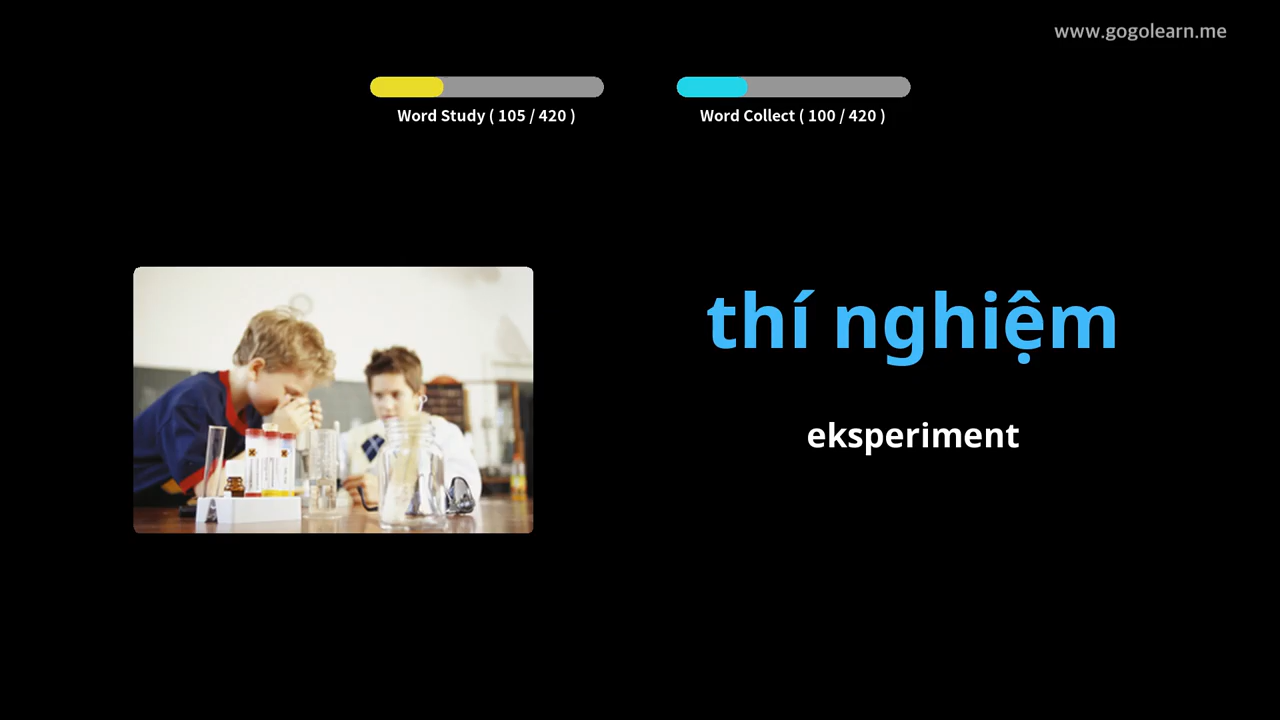 www.gogolearn.me
Word Study ( 105 / 420 )
Word Collect ( 100 / 420 )
thí nghiệm
eksperiment